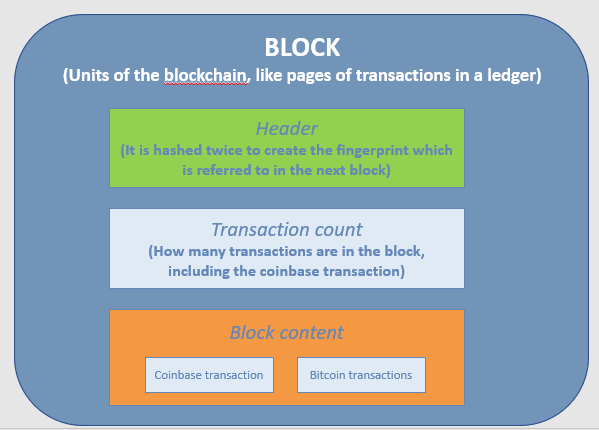 BLOCK
(Units of the blockchain, like pages of transactions in a ledger)
Header
(It is hashed twice to create the fingerprint which
is referred to in the next block)
Transaction count
(How many transactions are in the block,
including the coinbase transaction)
Block content
Coinbase transaction
Bitcoin transactions